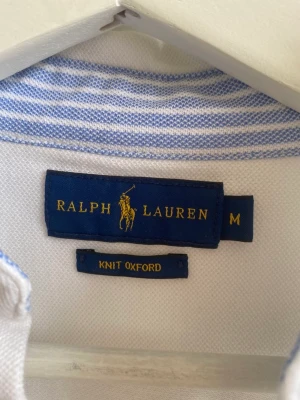 RALPH LAUREN M
KNIT OXFORD